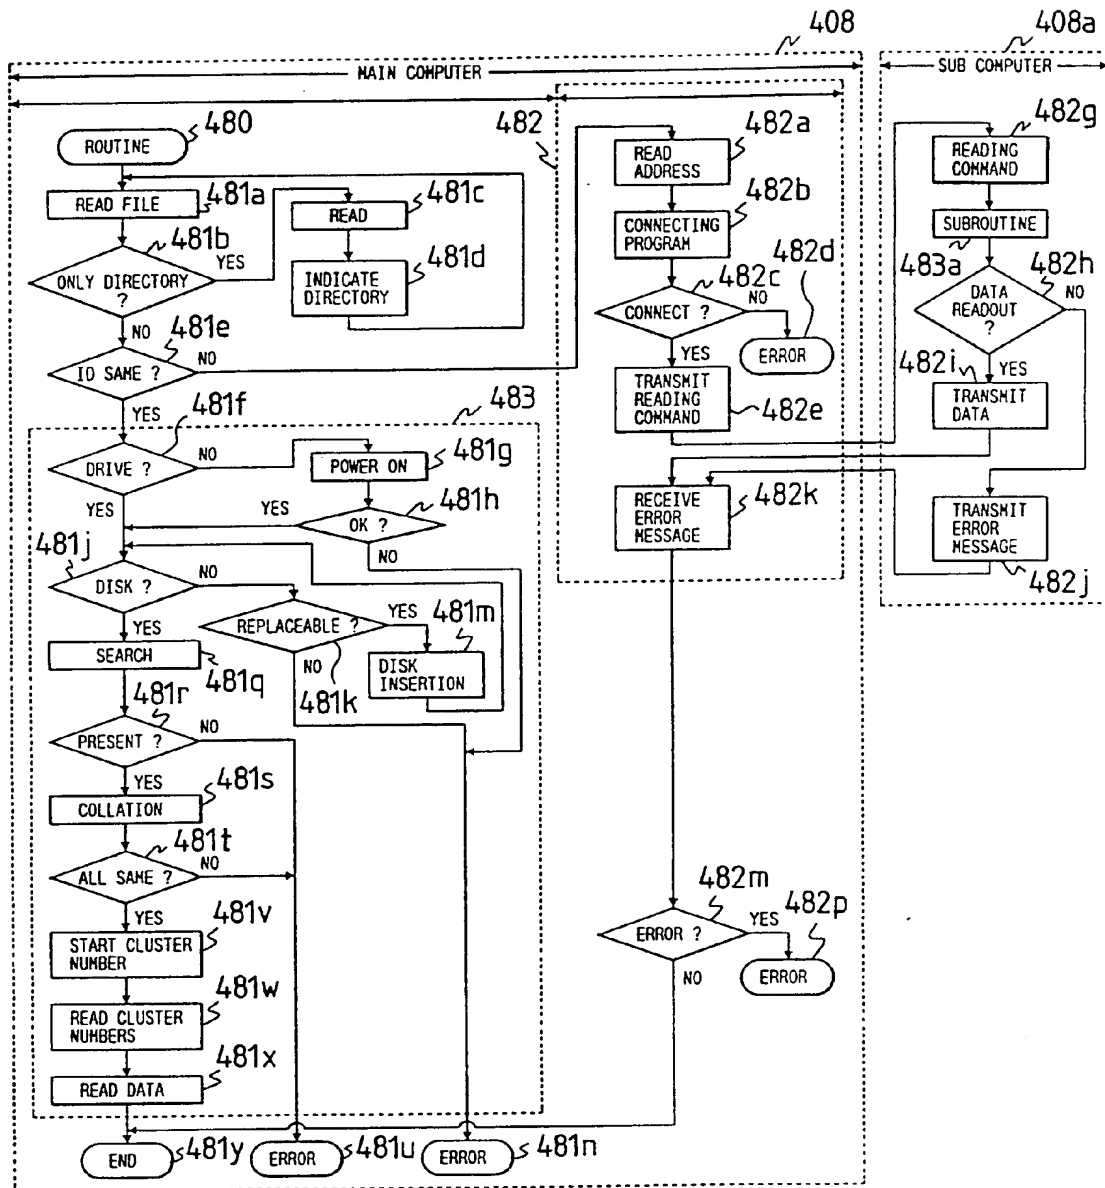 408
408a
MAIN COMPUTER
SUB COMPUTER
480
ROUTINE
READ FILE
481a
481b
ONLY DIRECTORY
?
YES
NO
READ
481c
INDICATE
DIRECTORY
481d
481e
IO SAME ?
NO
YES
483
481f
DRIVE ?
NO
YES
POWER ON
481g
OK ?
481h
YES
NO
481j
DISK ?
NO
YES
REPLACEABLE ?
481k
YES
NO
DISK
INSERTION
481m
SEARCH
481q
481r
PRESENT ?
NO
YES
COLLATION
481s
ALL SAME ?
481t
NO
YES
START CLUSTER
NUMBER
481v
READ CLUSTER
NUMBERS
481w
READ DATA
481x
END
481y
ERROR
481u
ERROR
481n
482
READ
ADDRESS
482a
CONNECTING
PROGRAM
482b
CONNECT ?
482c
NO
YES
482d
ERROR
TRANSMIT
READING
COMMAND
482e
RECEIVE
ERROR
MESSAGE
482k
ERROR ?
482m
YES
NO
482p
ERROR
READING
COMMAND
482g
SUBROUTINE
483a
DATA
READOUT
?
482h
NO
YES
482i
TRANSMIT
DATA
TRANSMIT
ERROR
MESSAGE
482j